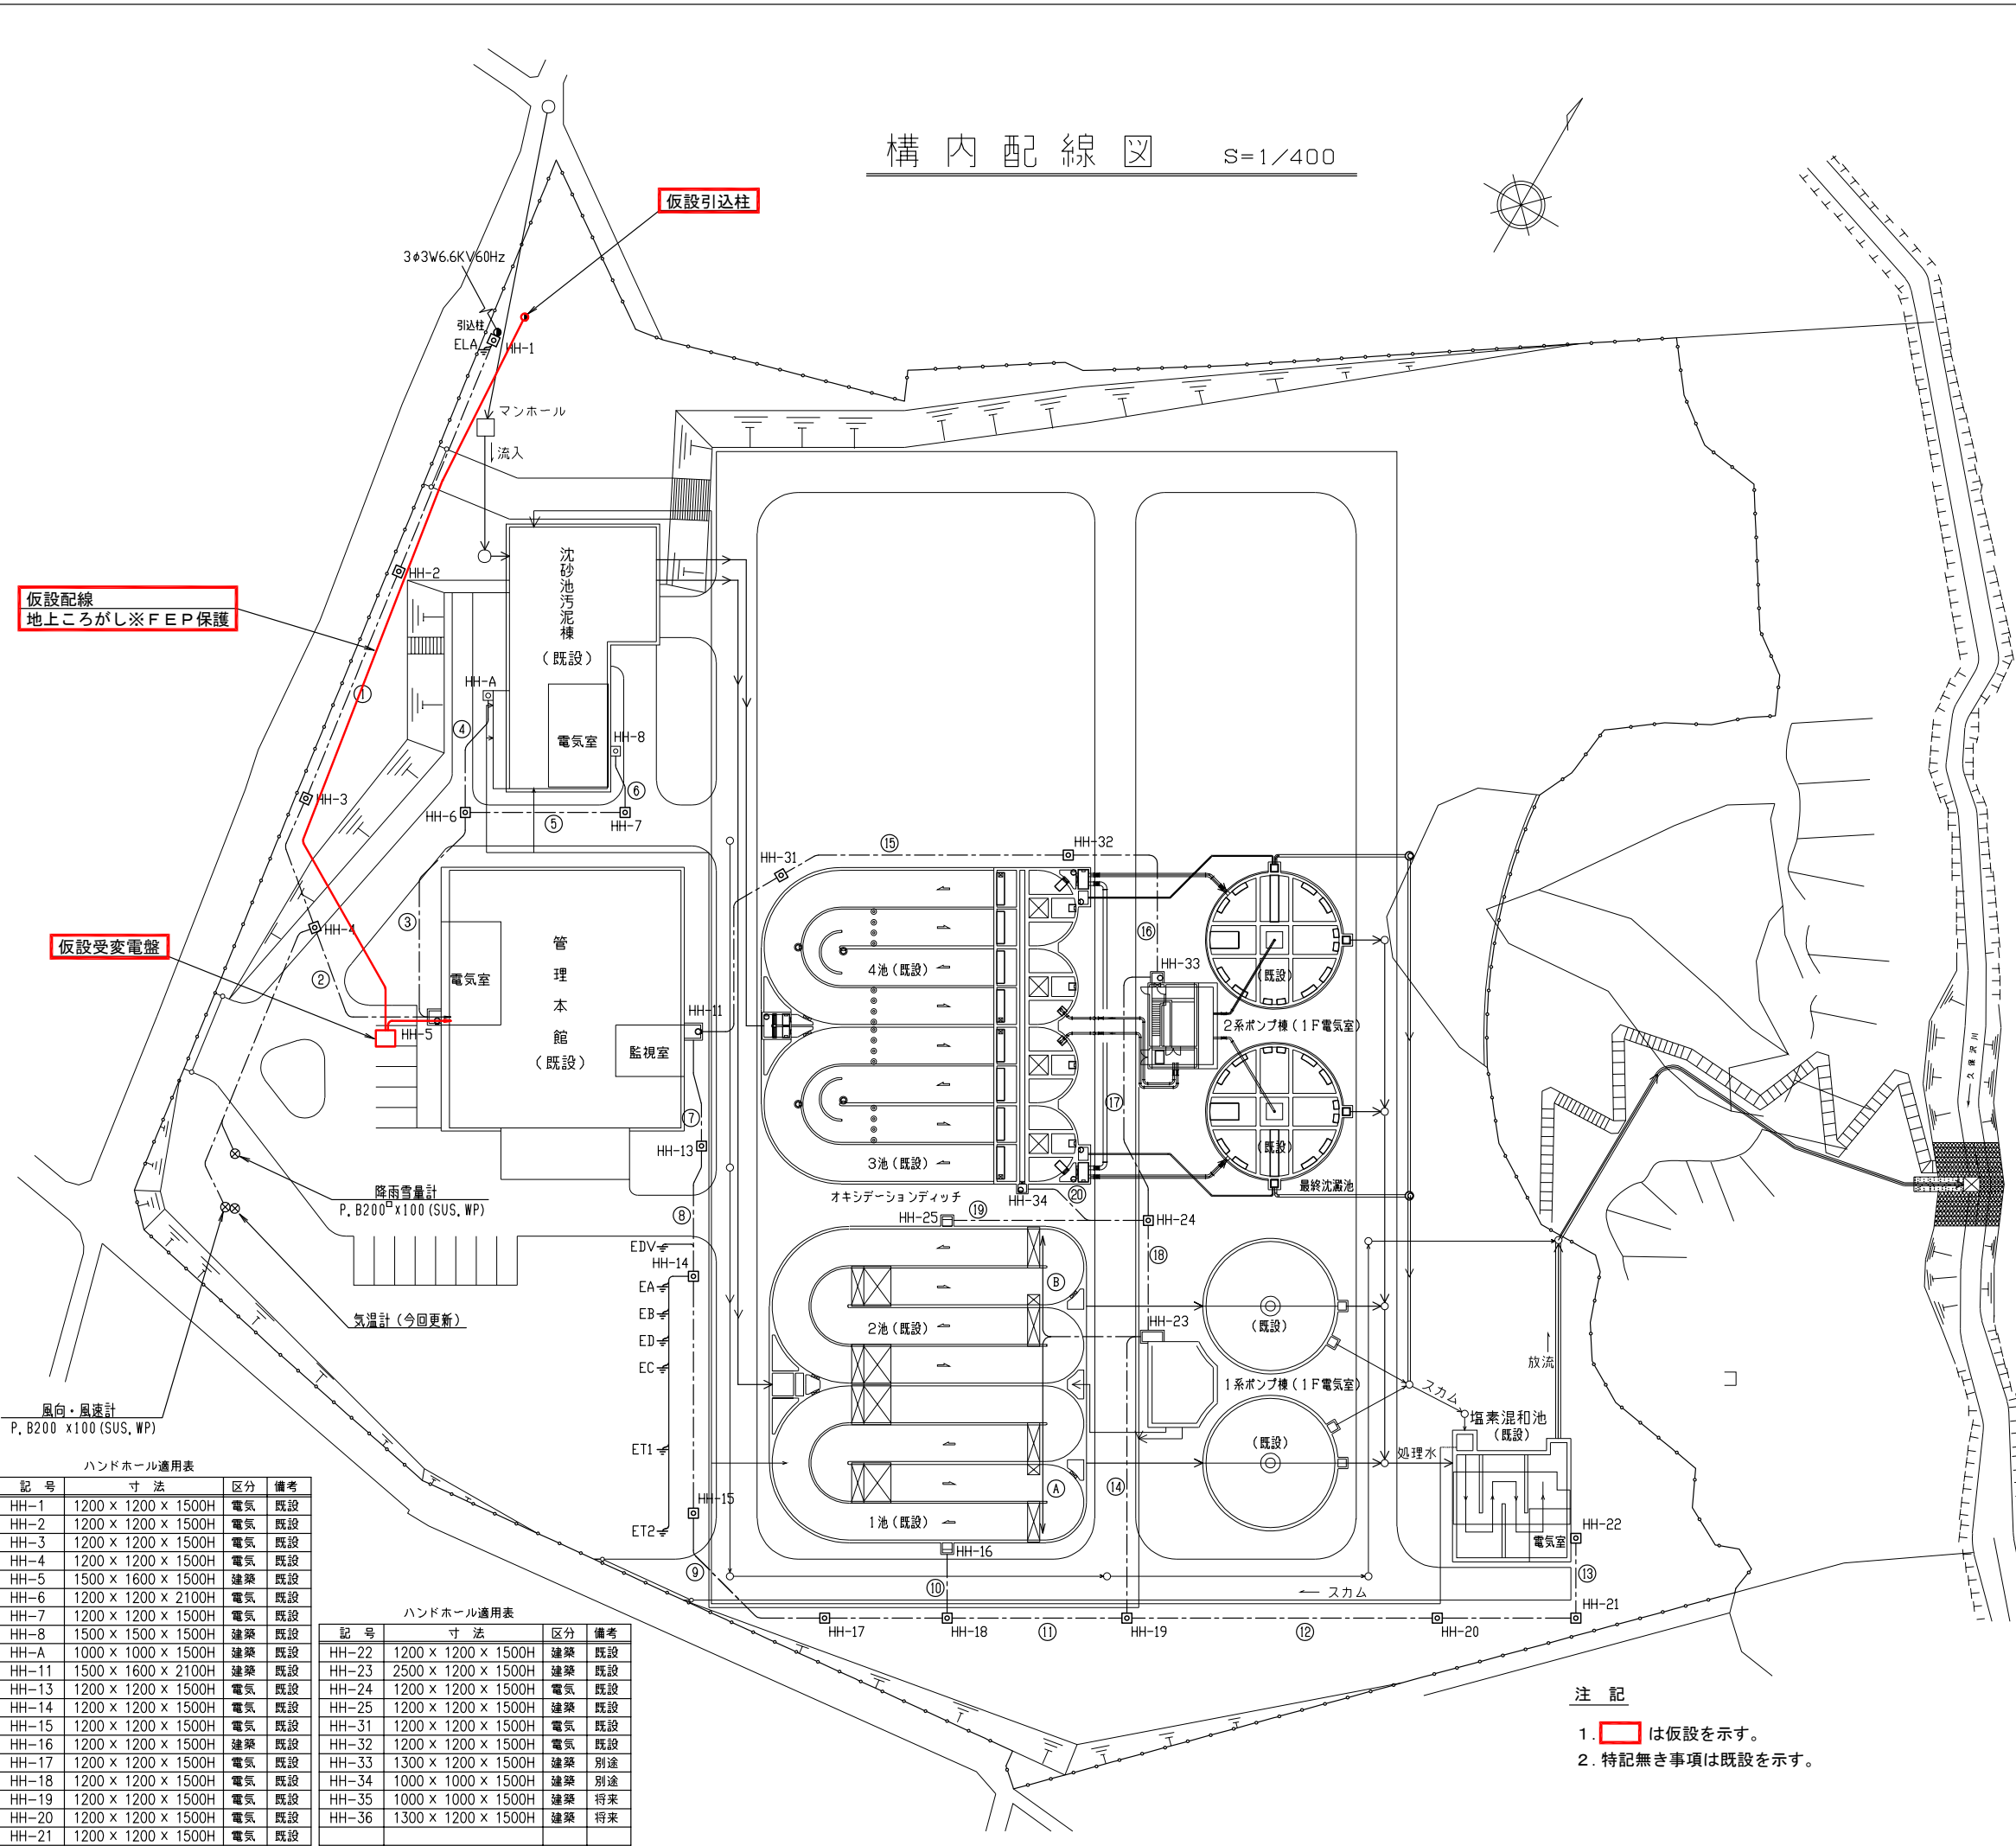 構内配線図 S=1/400
仮設引込柱
3φ3W6.6KV60Hz
引込柱
ELA
HH-1
マンホール
流入
HH-2
仮設配線
地上ころがし※FEP保護
沈砂池汚泥棟
(既設)
①
HH-A
④
電気室
HH-8
⑥
HH-3
HH-6
⑤
HH-7
⑮
HH-32
HH-31
③
HH-4
仮設受変電盤
②
電気室
管理本館
(既設)
HH-11
HH-5
監視室
4池(既設)
⑯
HH-33
(既設)
2系ポンプ棟(1F電気室)
久保沢川
⑦
⑰
HH-13
3池(既設)
(既設)
降雨雪量計
P.B200□x100(SUS,WP)
オキシデーションディッチ
HH-34
⑳
最終沈澱池
⑧
HH-25
⑲
HH-24
EDV
HH-14
⑱
EA
EB
ED
EC
Ⓑ
気温計(今回更新)
2池(既設)
HH-23
(既設)
放流
1系ポンプ棟(1F電気室)
スカム
風向・風速計
P.B200 x100(SUS,WP)
塩素混和池
(既設)
(既設)
処理水
ET1
⑭
Ⓐ
HH-15
ET2
1池(既設)
HH-22
電気室
HH-16
⑨
⑩
⑬
スカム
HH-17
HH-18
⑪
HH-19
⑫
HH-20
HH-21
ハンドホール適用表
記 号 寸 法 区分 備考
HH-1 1200 x 1200 x 1500H 電気 既設
HH-2 1200 x 1200 x 1500H 電気 既設
HH-3 1200 x 1200 x 1500H 電気 既設
HH-4 1200 x 1200 x 1500H 電気 既設
HH-5 1500 x 1600 x 1500H 建築 既設
HH-6 1200 x 1200 x 2100H 電気 既設
HH-7 1200 x 1200 x 1500H 電気 既設
HH-8 1500 x 1500 x 1500H 建築 既設
HH-A 1000 x 1000 x 1500H 建築 既設
HH-11 1500 x 1600 x 2100H 建築 既設
HH-13 1200 x 1200 x 1500H 電気 既設
HH-14 1200 x 1200 x 1500H 電気 既設
HH-15 1200 x 1200 x 1500H 電気 既設
HH-16 1200 x 1200 x 1500H 建築 既設
HH-17 1200 x 1200 x 1500H 電気 既設
HH-18 1200 x 1200 x 1500H 電気 既設
HH-19 1200 x 1200 x 1500H 電気 既設
HH-20 1200 x 1200 x 1500H 電気 既設
HH-21 1200 x 1200 x 1500H 電気 既設
ハンドホール適用表
記 号 寸 法 区分 備考
HH-22 1200 x 1200 x 1500H 建築 既設
HH-23 2500 x 1200 x 1500H 建築 既設
HH-24 1200 x 1200 x 1500H 電気 既設
HH-25 1200 x 1200 x 1500H 建築 既設
HH-31 1200 x 1200 x 1500H 電気 既設
HH-32 1200 x 1200 x 1500H 電気 既設
HH-33 1300 x 1200 x 1500H 建築 別途
HH-34 1000 x 1000 x 1500H 建築 別途
HH-35 1000 x 1000 x 1500H 建築 将来
HH-36 1300 x 1200 x 1500H 建築 将来
注 記
1. は仮設を示す。
2. 特記無き事項は既設を示す。